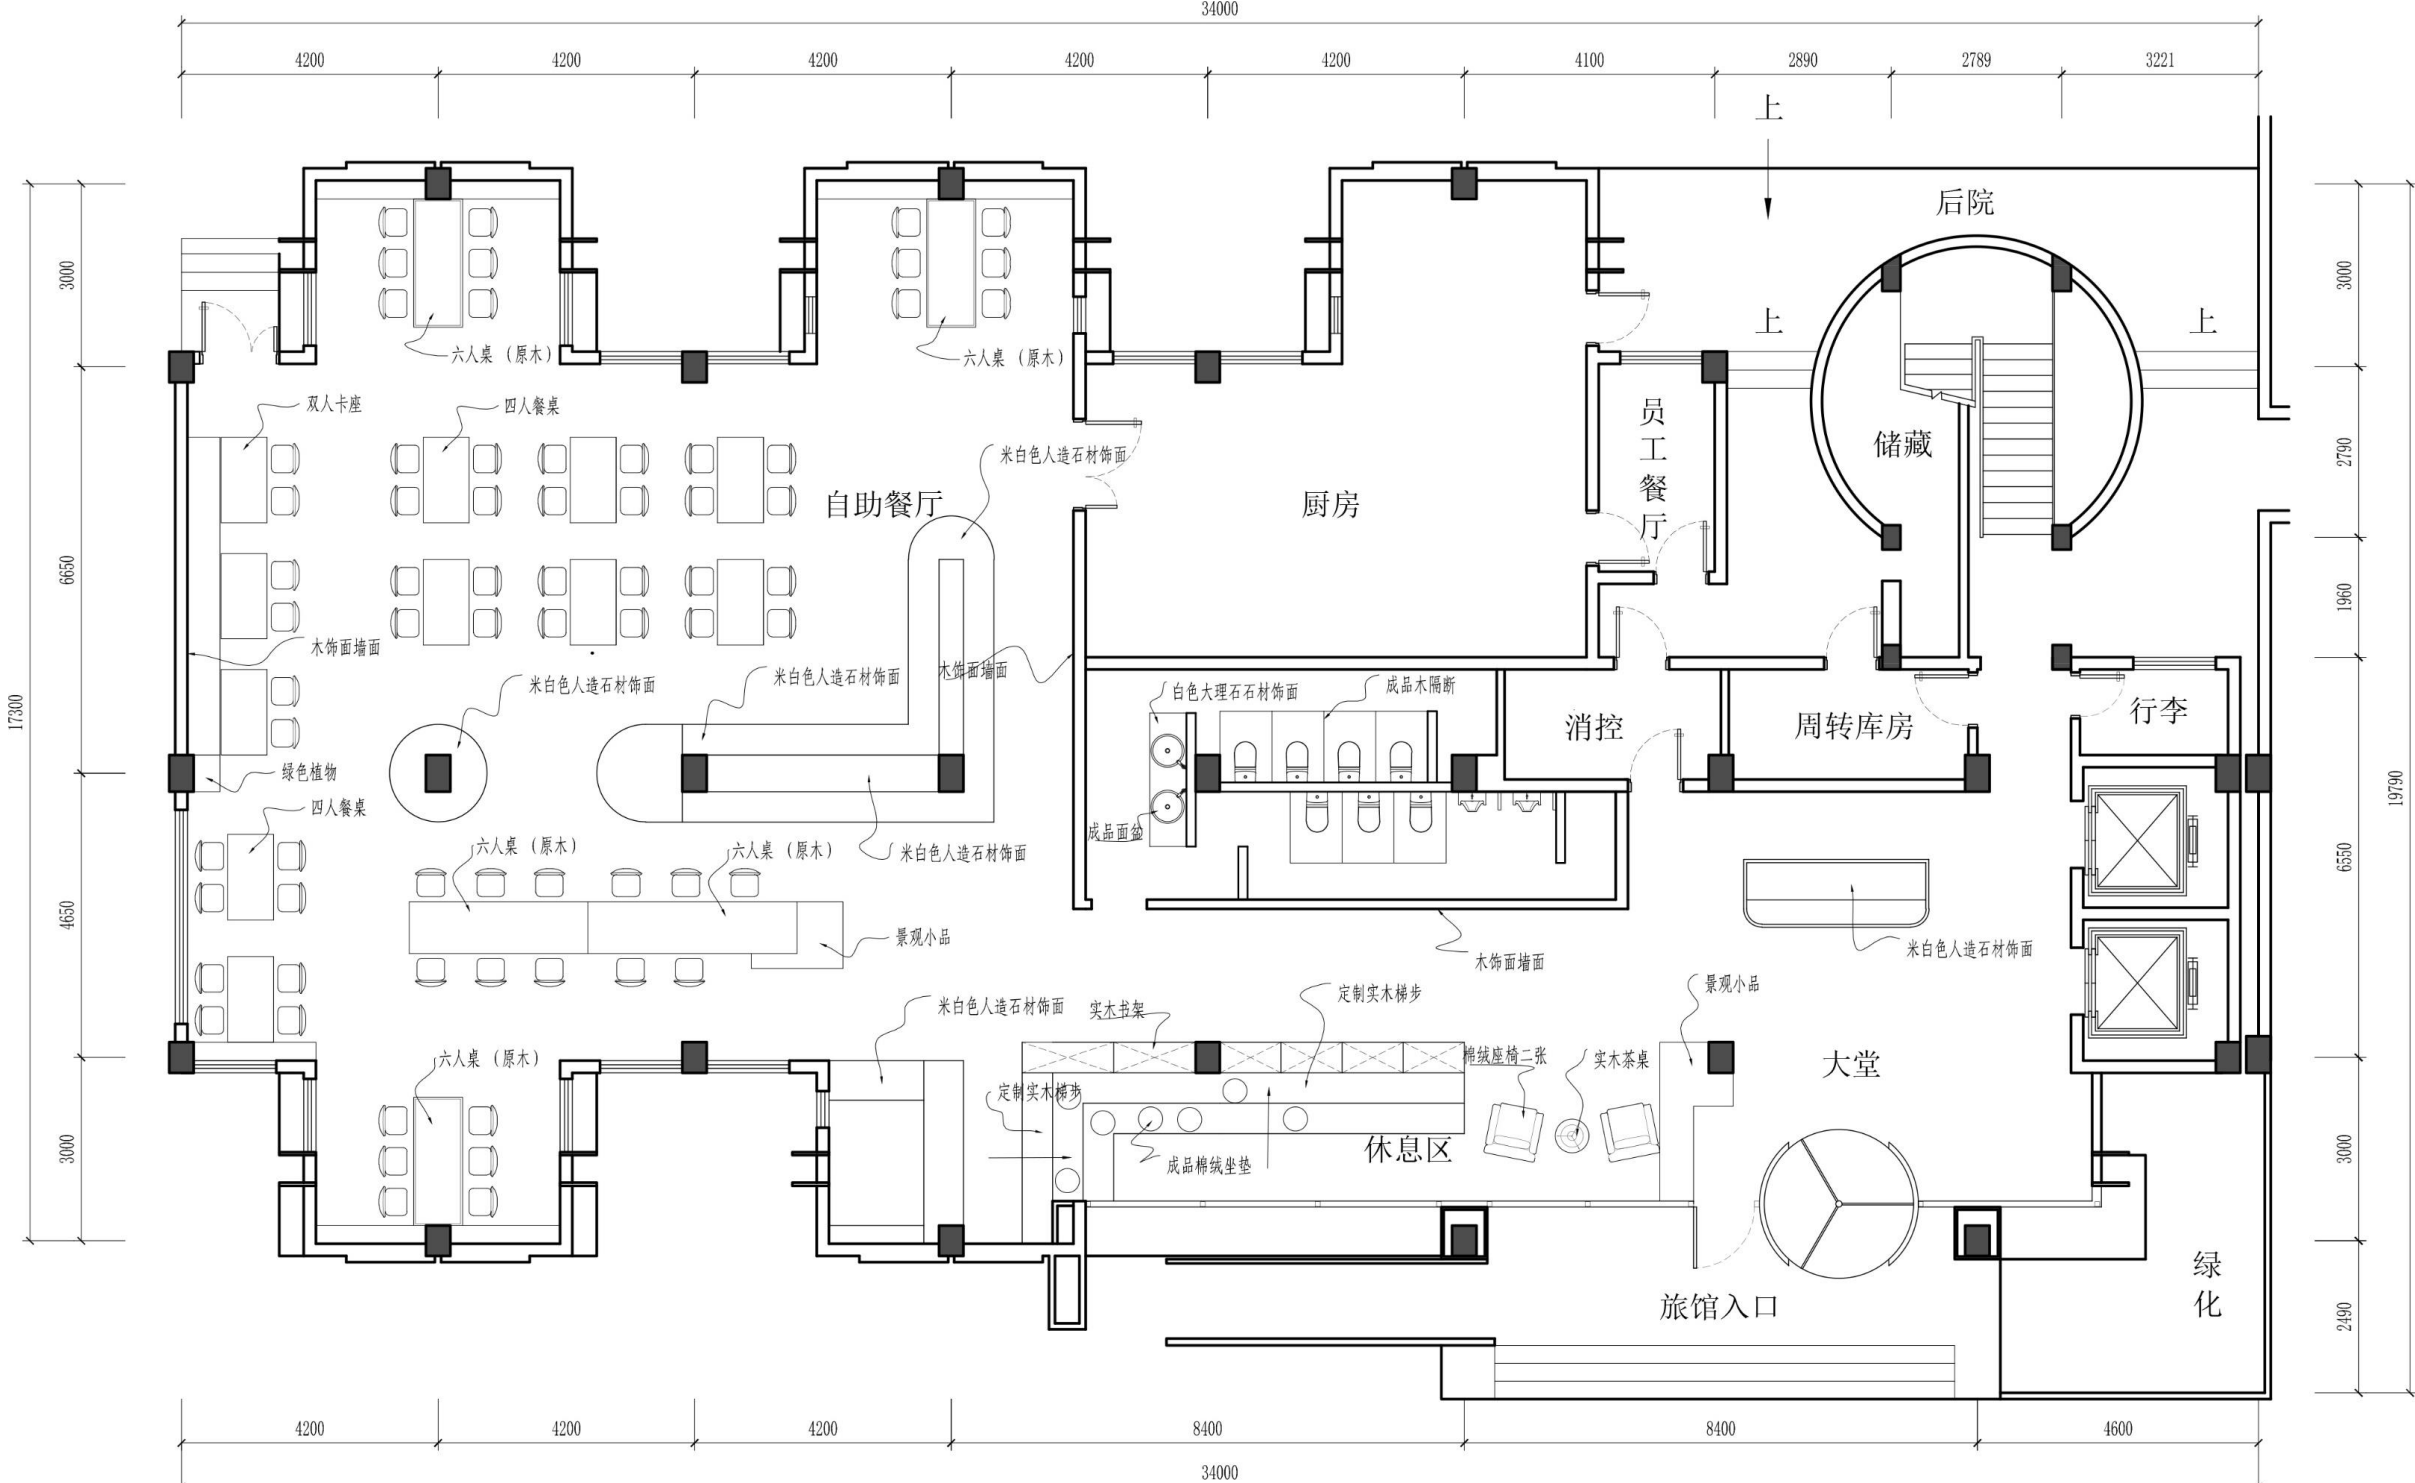 34000
4200
4200
4200
4200
4200
4100
2890
2789
3221
上
后院
3000
17300
6650
4650
3000
3000
2790
1960
6550
3000
2490
19790
六人桌（原木）
六人桌（原木）
上
上
双人卡座
四人餐桌
员工餐厅
储藏
米白色人造石材饰面
自助餐厅
厨房
木饰面墙面
米白色人造石材饰面
米白色人造石材饰面
木饰面墙面
白色大理石石材饰面
成品木隔断
消控
周转库房
行李
绿色植物
四人餐桌
成品面盆
六人桌（原木）
六人桌（原木）
米白色人造石材饰面
景观小品
木饰面墙面
米白色人造石材饰面
景观小品
定制实木梯步
米白色人造石材饰面
实木书架
六人桌（原木）
棉绒座椅二张
实木茶桌
大堂
定制实木梯步
休息区
成品棉绒坐垫
绿化
旅馆入口
4200
4200
4200
8400
8400
4600
34000